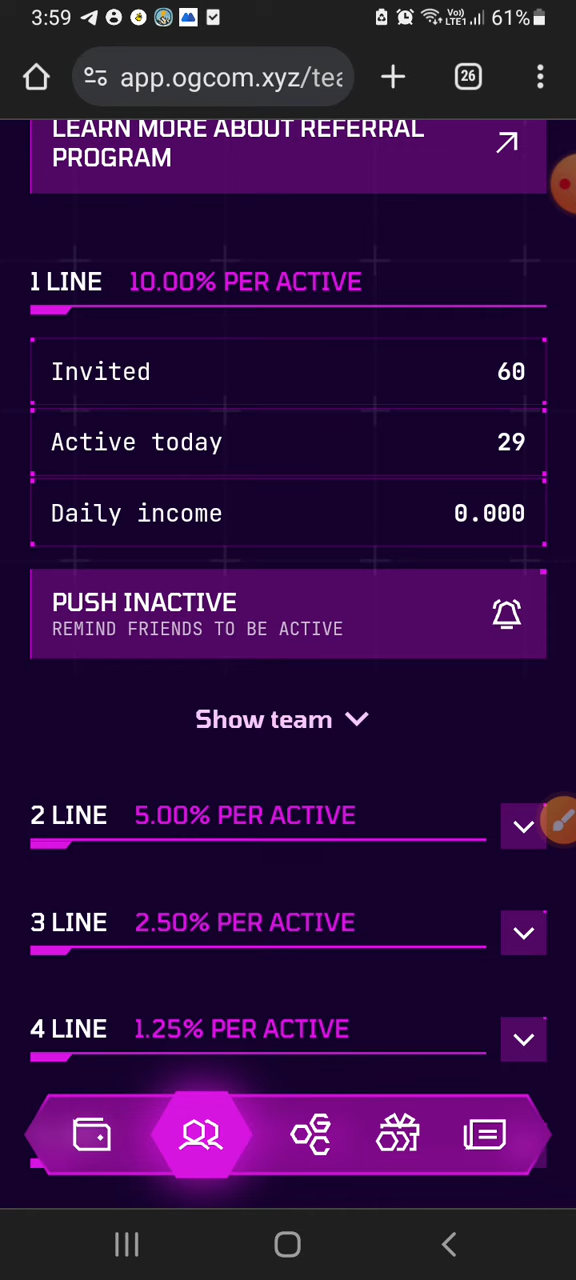 3:59
Vo) LTE1 61%
app.ogcom.xyz/tea
26
LEARN MORE ABOUT REFERRAL
PROGRAM
1 LINE 10.00% PER ACTIVE
Invited 60
Active today 29
Daily income 0.000
PUSH INACTIVE
REMIND FRIENDS TO BE ACTIVE
Show team
2 LINE 5.00% PER ACTIVE
3 LINE 2.50% PER ACTIVE
4 LINE 1.25% PER ACTIVE